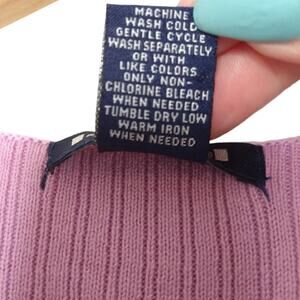 MACHINE
WASH COLD
GENTLE CYCLE
WASH SEPARATELY
OR WITH
LIKE COLORS
ONLY NON-
CHLORINE BLEACH
WHEN NEEDED
TUMBLE DRY LOW
WARM IRON
WHEN NEEDED